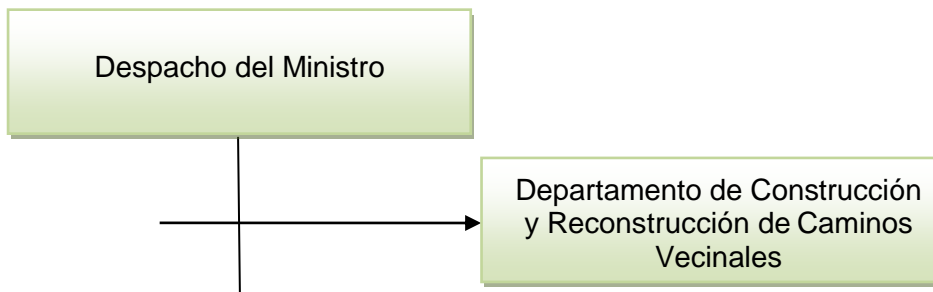 Despacho del Ministro
Departamento de Construcción
y Reconstrucción de Caminos
Vecinales